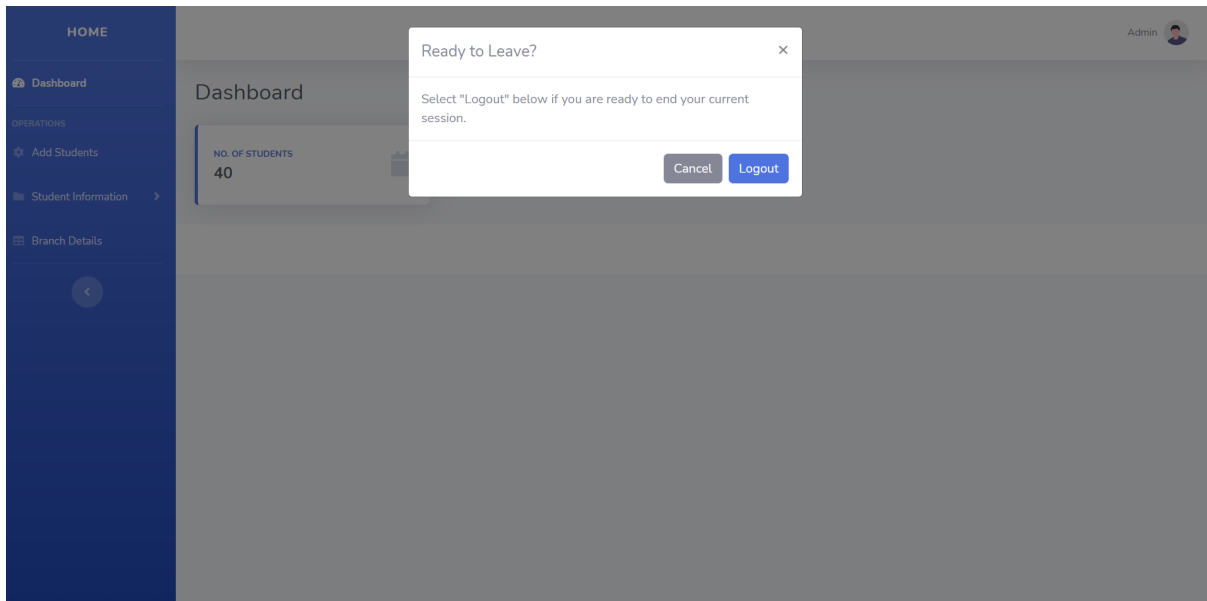 HOME
Admin
Dashboard
Dashboard
OPERATIONS
Add Students
Student Information
Branch Details
NO. OF STUDENTS
40
Ready to Leave?
×
Select "Logout" below if you are ready to end your current
session.
Cancel Logout